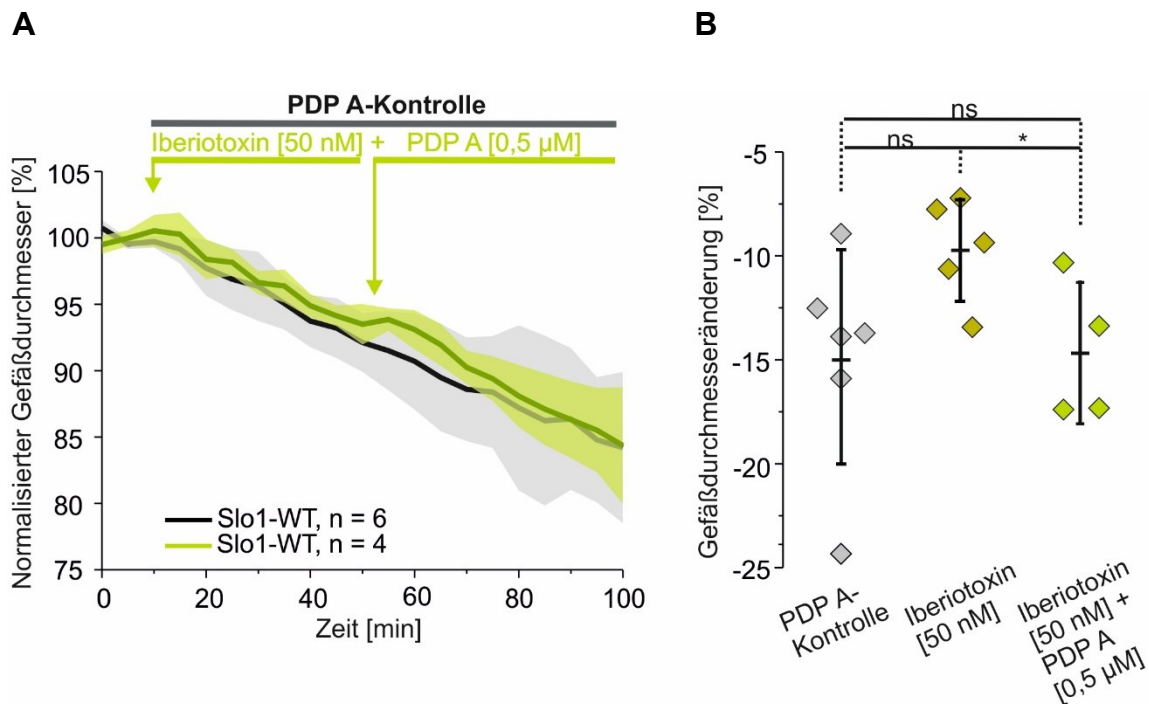 A
PDP A-Kontrolle
Iberiotoxin [50 nM] + PDP A [0,5 µM]
Normalisierter Gefäßdurchmesser [%]
105
100
95
90
85
80
75
Slo1-WT, n = 6
Slo1-WT, n = 4
0 20 40 60 80 100
Zeit [min]
B
ns
ns *
Gefäßdurchmesseränderung [%]
-5
-10
-15
-20
-25
PDP A-
Kontrolle
Iberiotoxin
[50 nM]
Iberiotoxin
[50 nM] +
PDP A
[0,5 µM]